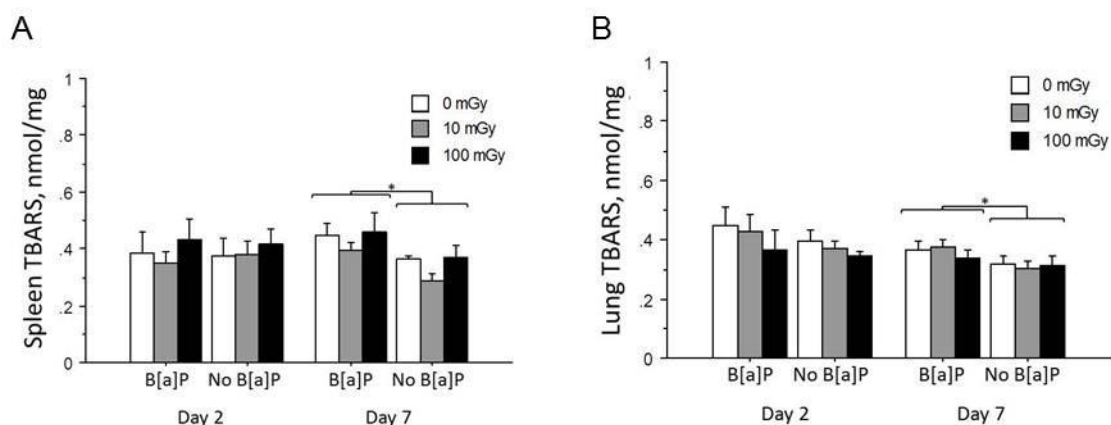 A
Spleen TBARS, nmol/mg
1
.8
.6
.4
.2
0
0 mGy
10 mGy
100 mGy
*
B[a]P No B[a]P B[a]P No B[a]P
Day 2 Day 7
B
Lung TBARS, nmol/mg
1
.8
.6
.4
.2
0
0 mGy
10 mGy
100 mGy
*
B[a]P No B[a]P B[a]P No B[a]P
Day 2 Day 7